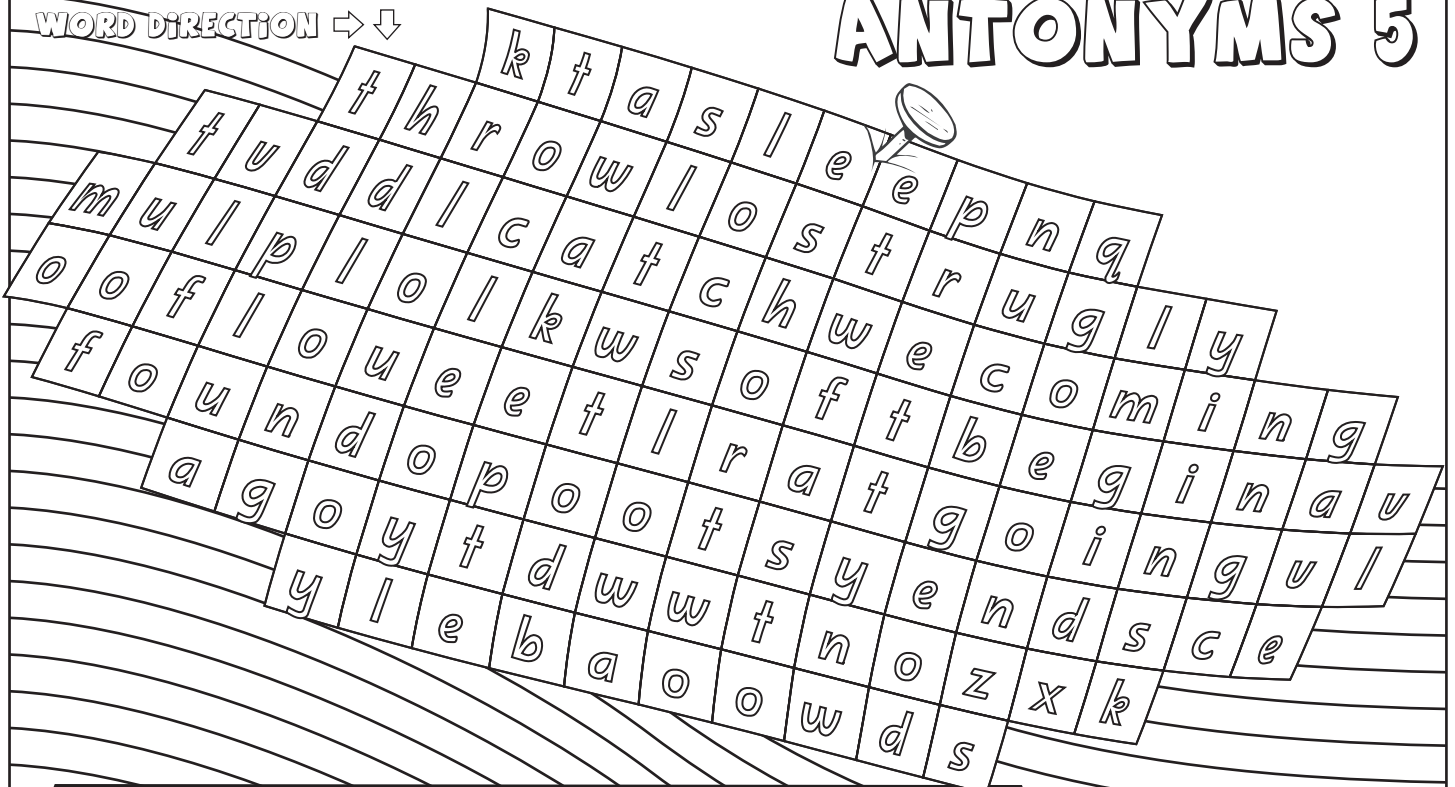 WORD DIRECTION
ANTONYMS 5
k t a s l e e p n q
t h r o w l o s t r u g l y
t v d d l c a t c h w e c o m i n g
m u l p l o l k w s o f t b e g i n a v
o o f l o u e e t l r a t g o i n g v l
f o u n d o p o o t s y e n d s c e
a g o y t d w w t n o z x k
y l e b a o o w d s